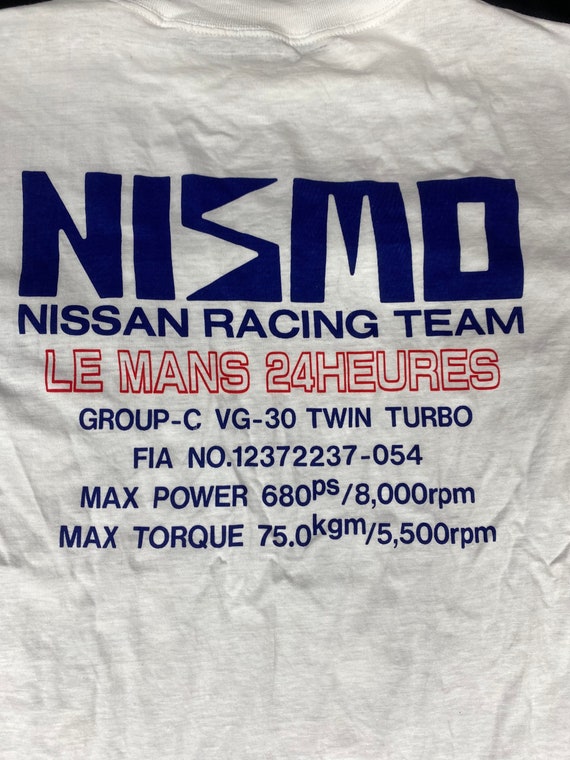 NISMO
NISSAN RACING TEAM
LE MANS 24HEURES
GROUP-C VG-30 TWIN TURBO
FIA NO.12372237-054
MAX POWER 680ps/8,000rpm
MAX TORQUE 75.0kgm/5,500rpm